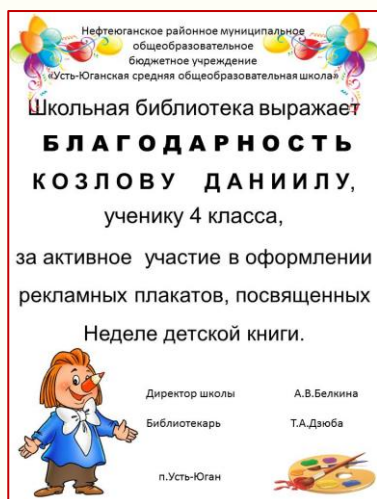 Нефтеюганское районное муниципальное
общеобразовательное
бюджетное учреждение
«Усть-Юганская средняя общеобразовательная школа»
Школьная библиотека выражает
БЛАГОДАРНОСТЬ
КОЗЛОВУ ДАНИИЛУ,
ученику 4 класса,
за активное участие в оформлении
рекламных плакатов, посвященных
Неделе детской книги.
Директор школы А.В.Белкина
Библиотекарь Т.А.Дзюба
п.Усть-Юган